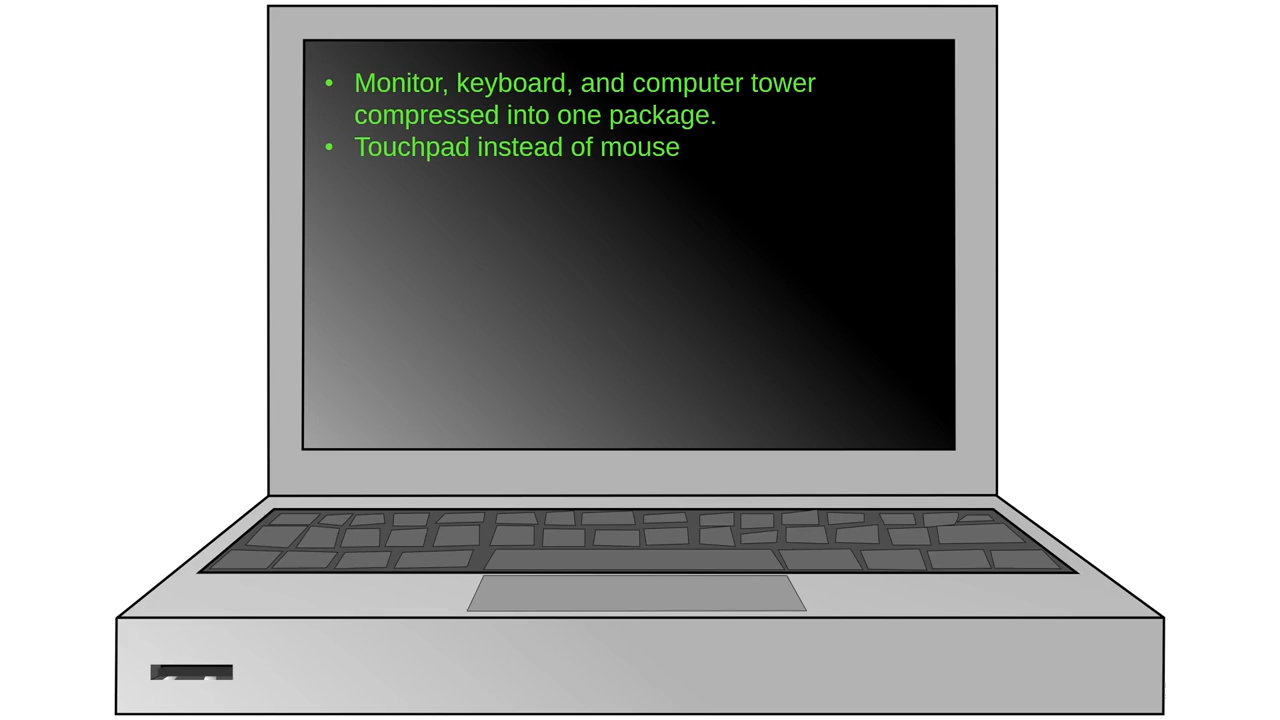 • Monitor, keyboard, and computer tower
compressed into one package.
• Touchpad instead of mouse